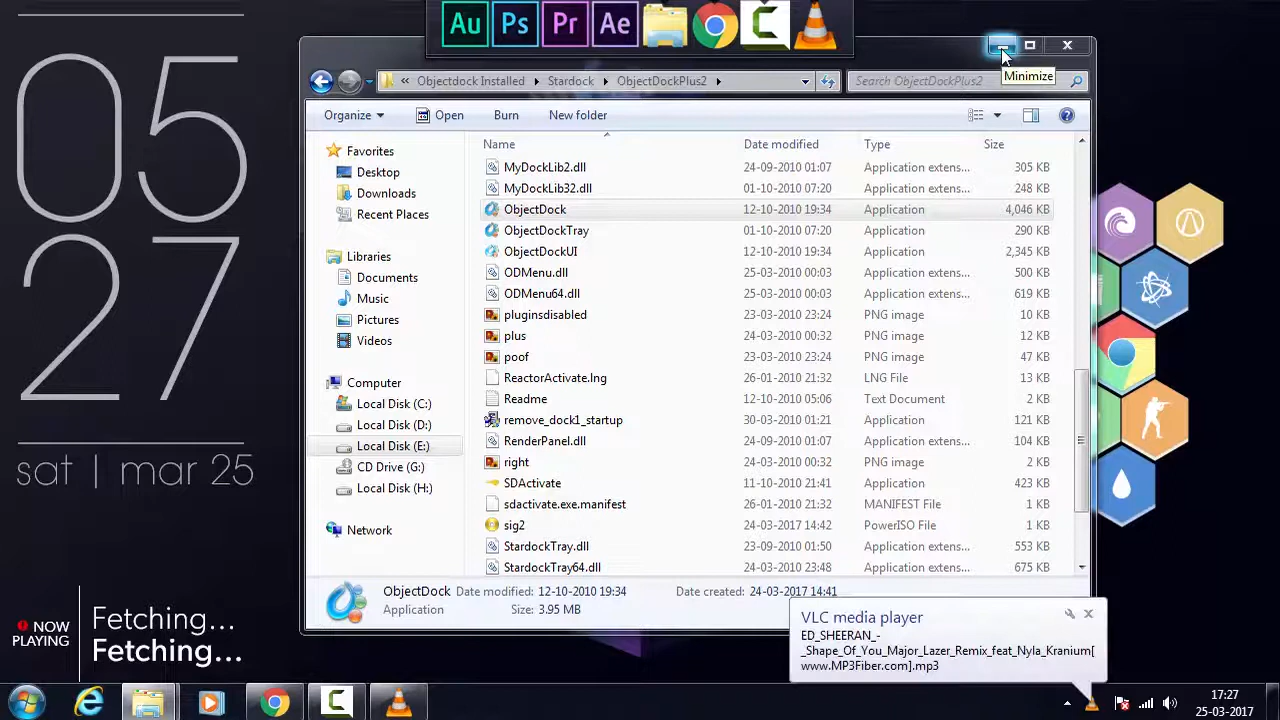 05
27
sat | mar 25
NOW
PLAYING
Fetching...
Fetching...
Au Ps Pr Ae
Minimize
« Objectdock Installed Stardock ObjectDockPlus2
Search ObjectDockPlus2
Organize Open Burn New folder
Favorites
Desktop
Downloads
Recent Places
Libraries
Documents
Music
Pictures
Videos
Computer
Local Disk (C:)
Local Disk (D:)
Local Disk (E:)
CD Drive (G:)
Local Disk (H:)
Network
Name Date modified Type Size
MyDockLib2.dll 24-09-2010 01:07 Application extens... 305 KB
MyDockLib32.dll 01-10-2010 07:20 Application extens... 248 KB
ObjectDock 12-10-2010 19:34 Application 4,046 KB
ObjectDockTray 01-10-2010 07:20 Application 290 KB
ObjectDockUI 12-10-2010 19:34 Application 2,345 KB
ODMenu.dll 25-03-2010 00:03 Application extens... 500 KB
ODMenu64.dll 25-03-2010 00:03 Application extens... 619 KB
pluginsdisabled 23-03-2010 23:24 PNG image 10 KB
plus 24-03-2010 00:32 PNG image 12 KB
poof 23-03-2010 23:24 PNG image 47 KB
ReactorActivate.lng 26-01-2010 21:32 LNG File 13 KB
Readme 12-10-2010 05:06 Text Document 2 KB
remove_dock1_startup 30-03-2010 01:21 Application 121 KB
RenderPanel.dll 24-09-2010 01:07 Application extens... 104 KB
right 24-03-2010 00:32 PNG image 2 KB
SDActivate 11-10-2010 21:41 Application 423 KB
sdactivate.exe.manifest 26-01-2010 21:32 MANIFEST File 1 KB
sig2 24-03-2017 14:42 PowerISO File 1 KB
StardockTray.dll 23-09-2010 01:50 Application extens... 553 KB
StardockTray64.dll 24-03-2010 23:48 Application extens... 675 KB
ObjectDock Date modified: 12-10-2010 19:34 Date created: 24-03-2017 14:41
Application Size: 3.95 MB
VLC media player
ED_SHEERAN_-
_Shape_Of_You_Major_Lazer_Remix_feat_Nyla_Kranium[
www.MP3Fiber.com].mp3
17:27
25-03-2017